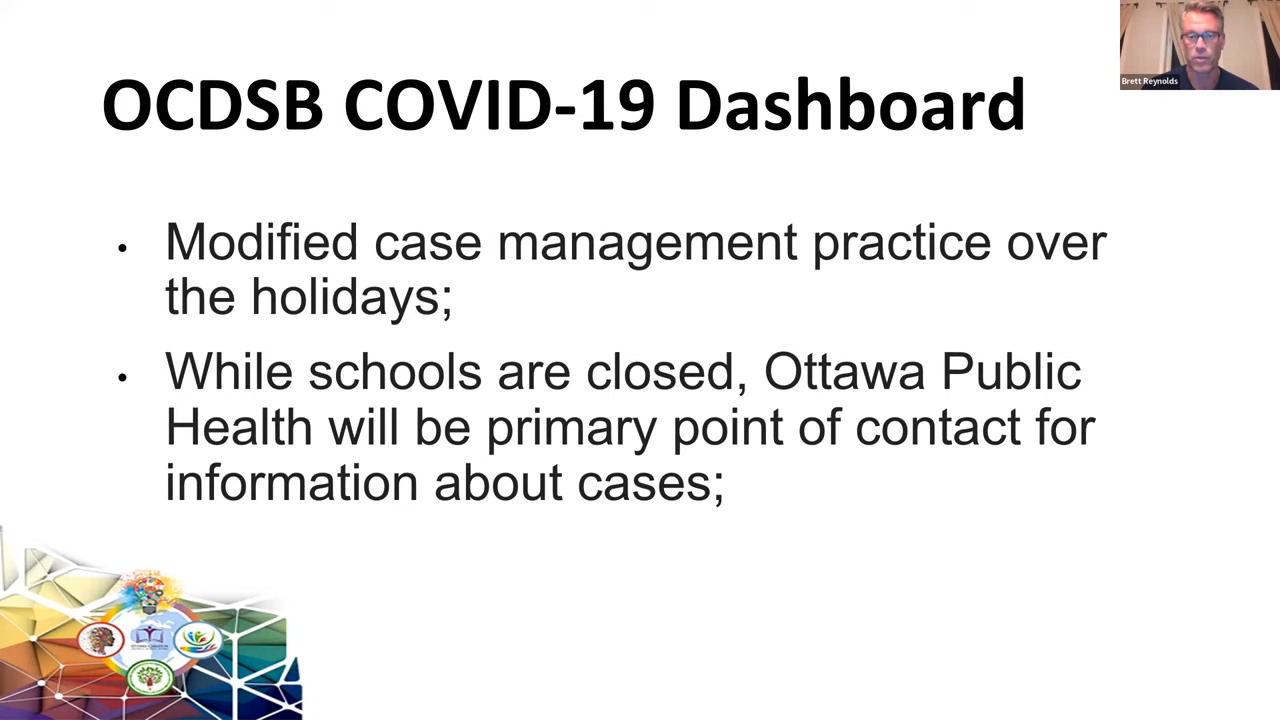 Brett Reynolds
OCDSB COVID-19 Dashboard
• Modified case management practice over
the holidays;
• While schools are closed, Ottawa Public
Health will be primary point of contact for
information about cases;